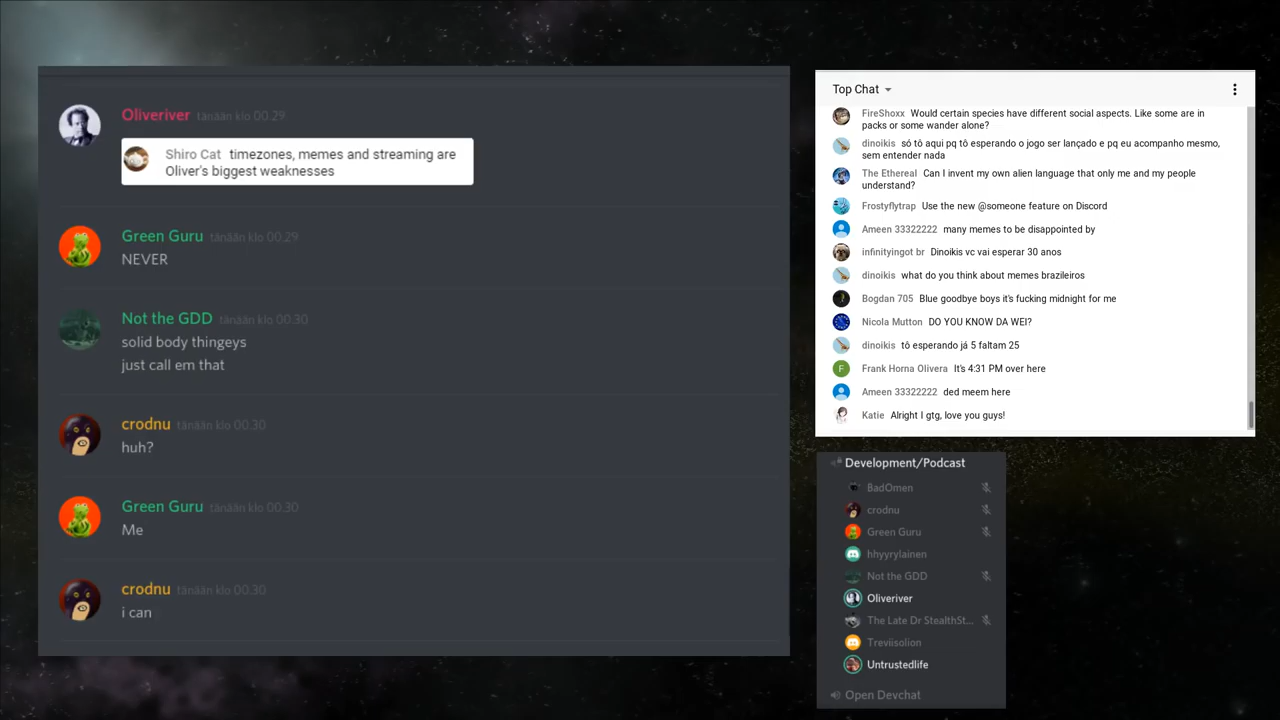 Oliveriver tänään klo 00.29
Shiro Cat timezones, memes and streaming are
Oliver's biggest weaknesses
Green Guru tänään klo 00.29
NEVER
Not the GDD tänään klo 00.30
solid body thingeys
just call em that
crodnu tänään klo 00.30
huh?
Green Guru tänään klo 00.30
Me
crodnu tänään klo 00.30
i can
Top Chat
FireShoxx Would certain species have different social aspects. Like some are in
packs or some wander alone?
dinoikis só tô aqui pq tô esperando o jogo ser lançado e pq eu acompanho mesmo,
sem entender nada
The Ethereal Can I invent my own alien language that only me and my people
understand?
Frostyflytrap Use the new @someone feature on Discord
Ameen 33322222 many memes to be disappointed by
infinityingot br Dinoikis vc vai esperar 30 anos
dinoikis what do you think about memes brazileiros
Bogdan 705 Blue goodbye boys it's fucking midnight for me
Nicola Mutton DO YOU KNOW DA WEI?
dinoikis tô esperando já 5 faltam 25
F Frank Horna Olivera It's 4:31 PM over here
Ameen 33322222 ded meem here
Katie Alright I gtg, love you guys!
Development/Podcast
BadOmen
crodnu
Green Guru
hhyyrylainen
Not the GDD
Oliveriver
The Late Dr StealthSt...
Treviisolion
Untrustedlife
Open Devchat